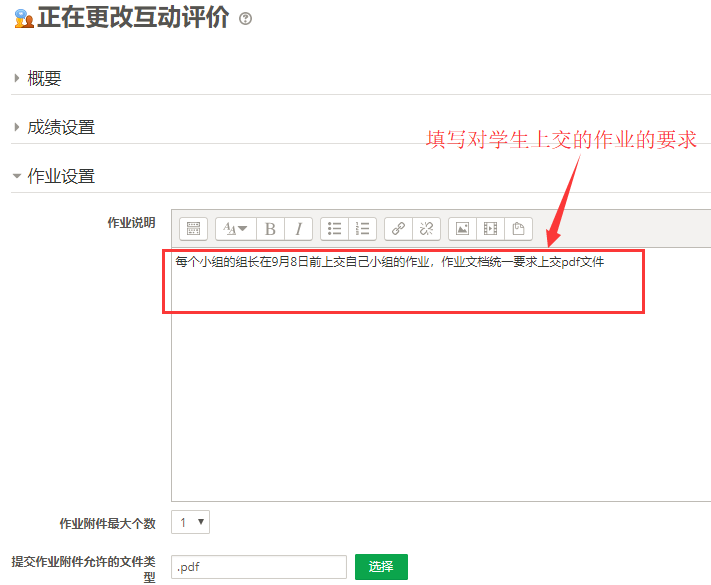 正在更改互动评价
概要
成绩设置
填写对学生上交的作业的要求
作业设置
作业说明
每个小组的组长在9月8日前上交自己小组的作业，作业文档统一要求上交pdf文件
作业附件最大个数
1
提交作业附件允许的文件类
型
.pdf
选择